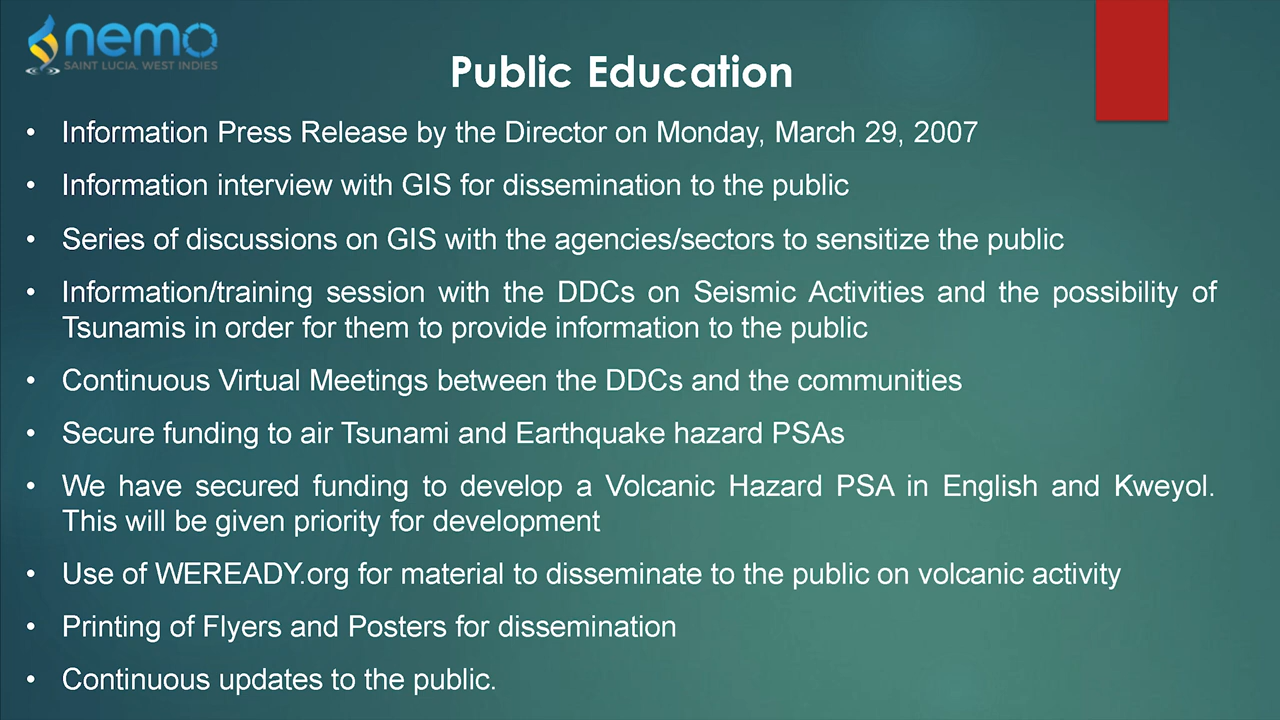 nemo
SAINT LUCIA. WEST INDIES
Public Education
• Information Press Release by the Director on Monday, March 29, 2007
• Information interview with GIS for dissemination to the public
• Series of discussions on GIS with the agencies/sectors to sensitize the public
• Information/training session with the DDCs on Seismic Activities and the possibility of
Tsunamis in order for them to provide information to the public
• Continuous Virtual Meetings between the DDCs and the communities
• Secure funding to air Tsunami and Earthquake hazard PSAs
• We have secured funding to develop a Volcanic Hazard PSA in English and Kweyol.
This will be given priority for development
• Use of WEREADY.org for material to disseminate to the public on volcanic activity
• Printing of Flyers and Posters for dissemination
• Continuous updates to the public.